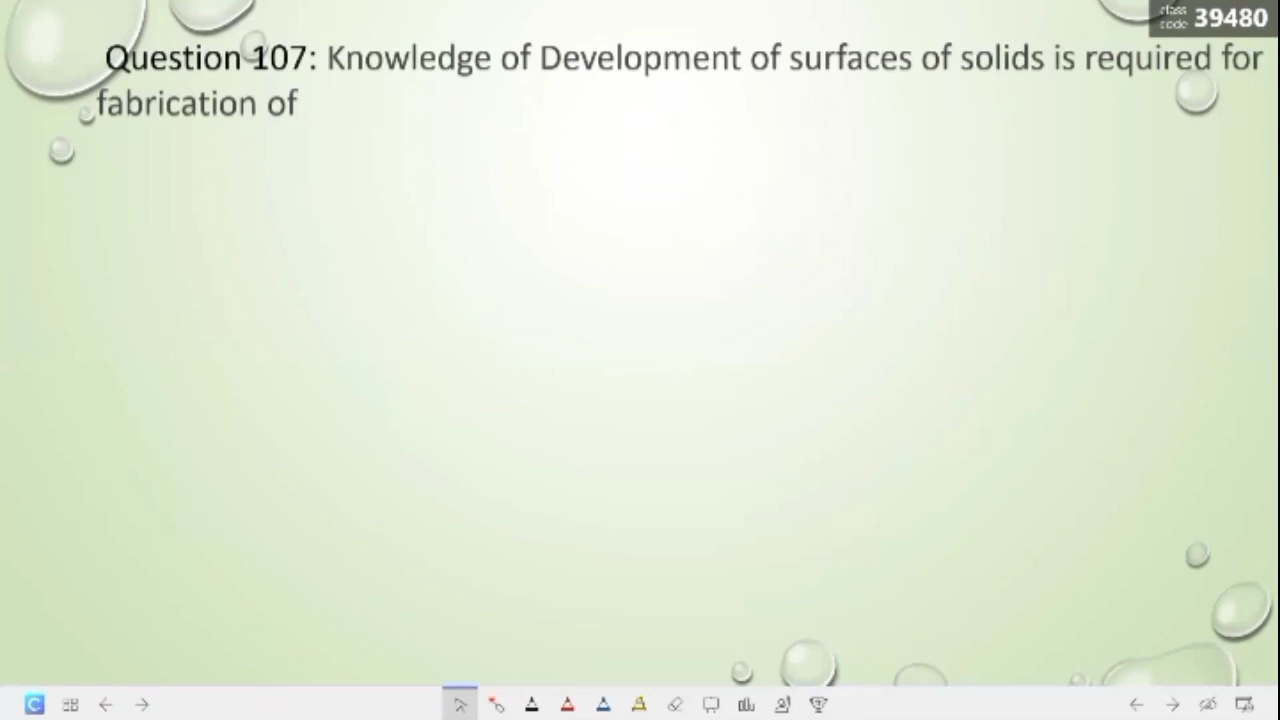 class
code 39480
Question 107: Knowledge of Development of surfaces of solids is required for
fabrication of